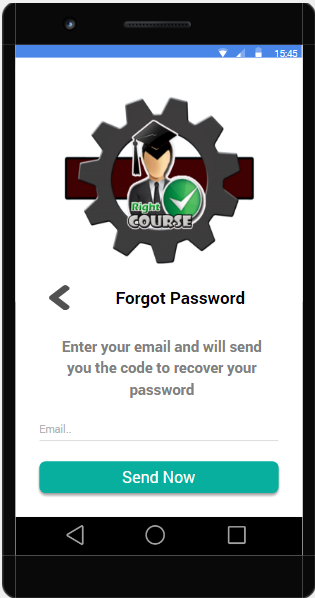 15:45
Right
COURSE
Forgot Password
Enter your email and will send
you the code to recover your
password
Email..
Send Now